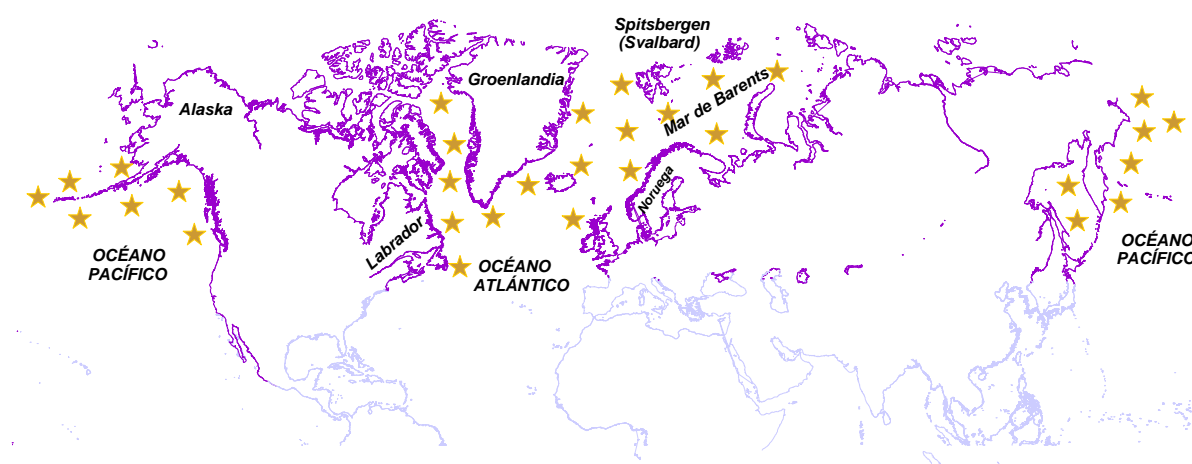 Spitsbergen
(Svalbard)
Groenlandia
Mar de Barents
Alaska
Noruega
Labrador
OCÉANO
PACÍFICO
OCÉANO
ATLÁNTICO
OCÉANO
PACÍFICO